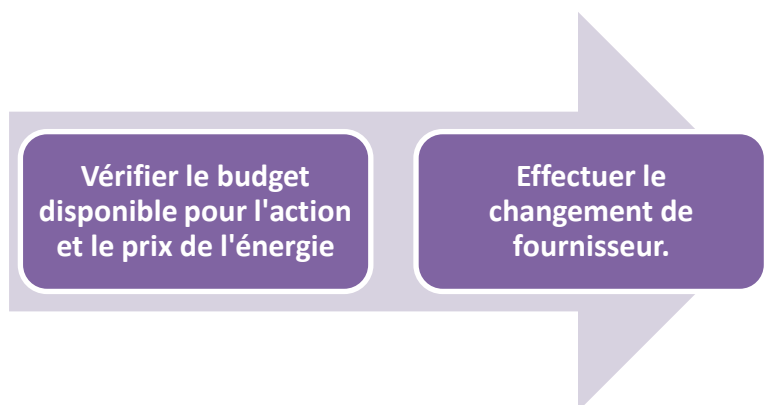 Vérifier le budget
disponible pour l'action
et le prix de l'énergie
Effectuer le
changement de
fournisseur.